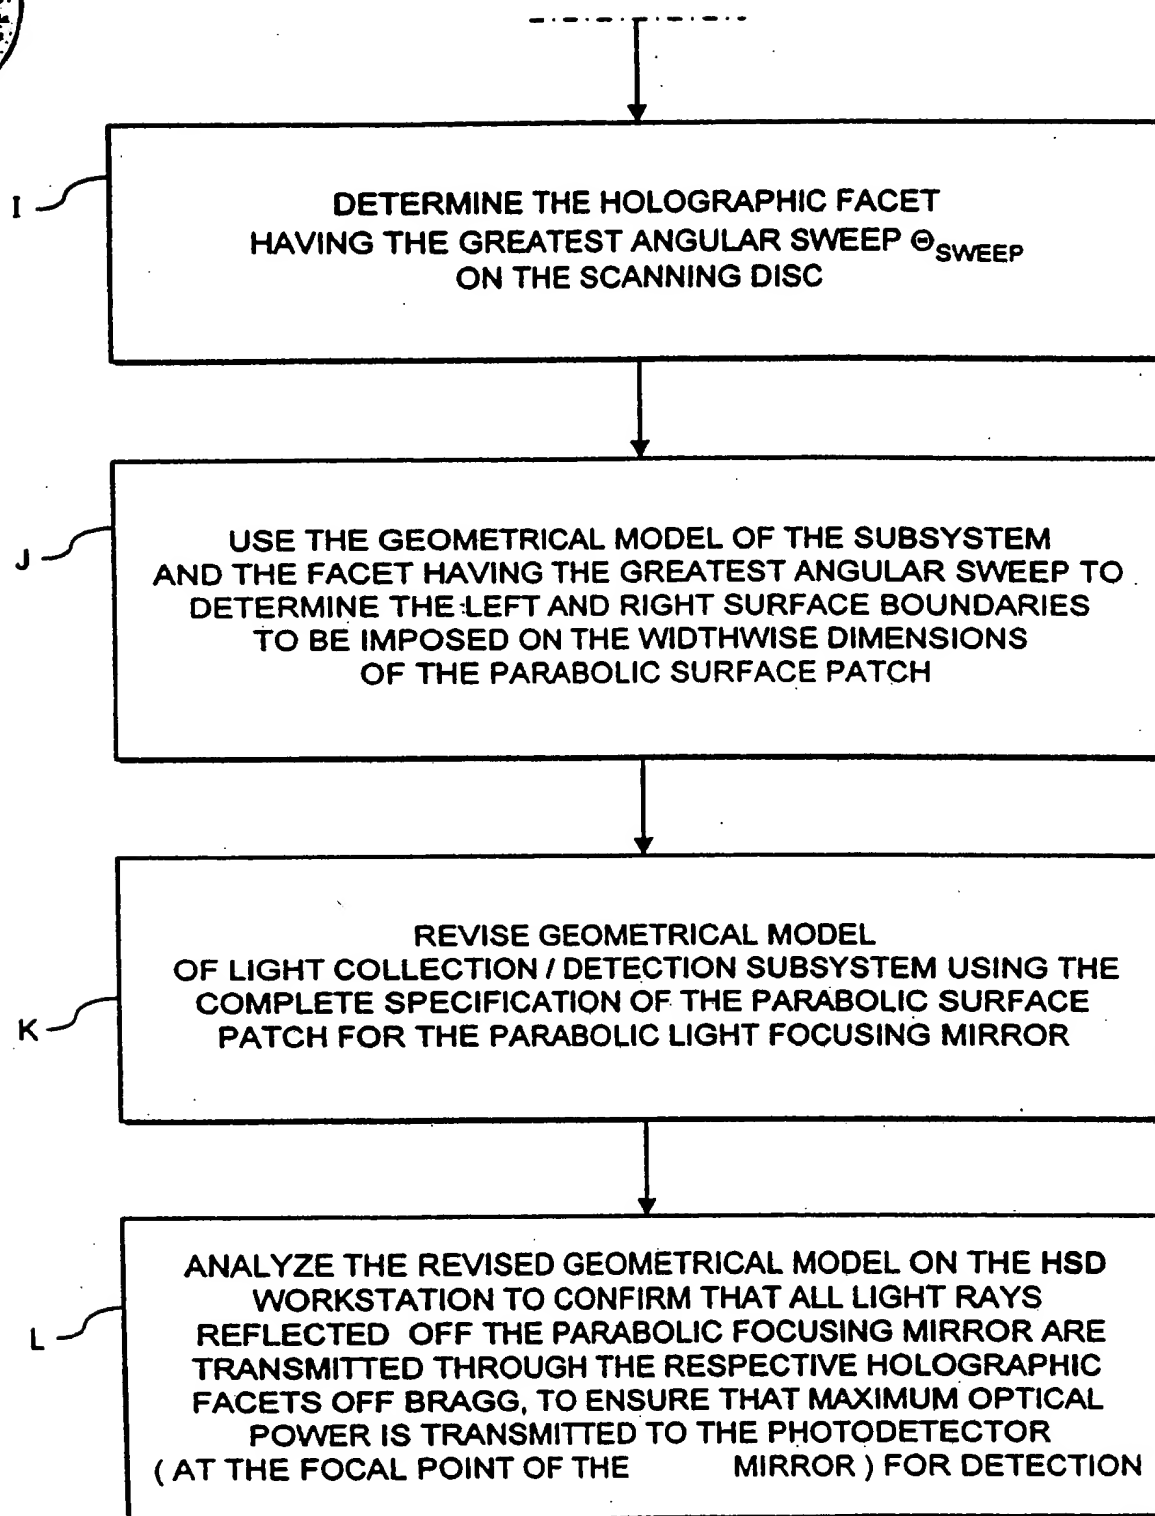 I
DETERMINE THE HOLOGRAPHIC FACET
HAVING THE GREATEST ANGULAR SWEEP ΘSWEEP
ON THE SCANNING DISC
J
USE THE GEOMETRICAL MODEL OF THE SUBSYSTEM
AND THE FACET HAVING THE GREATEST ANGULAR SWEEP TO
DETERMINE THE LEFT AND RIGHT SURFACE BOUNDARIES
TO BE IMPOSED ON THE WIDTHWISE DIMENSIONS
OF THE PARABOLIC SURFACE PATCH
K
REVISE GEOMETRICAL MODEL
OF LIGHT COLLECTION / DETECTION SUBSYSTEM USING THE
COMPLETE SPECIFICATION OF THE PARABOLIC SURFACE
PATCH FOR THE PARABOLIC LIGHT FOCUSING MIRROR
L
ANALYZE THE REVISED GEOMETRICAL MODEL ON THE HSD
WORKSTATION TO CONFIRM THAT ALL LIGHT RAYS
REFLECTED OFF THE PARABOLIC FOCUSING MIRROR ARE
TRANSMITTED THROUGH THE RESPECTIVE HOLOGRAPHIC
FACETS OFF BRAGG, TO ENSURE THAT MAXIMUM OPTICAL
POWER IS TRANSMITTED TO THE PHOTODETECTOR
( AT THE FOCAL POINT OF THE MIRROR ) FOR DETECTION